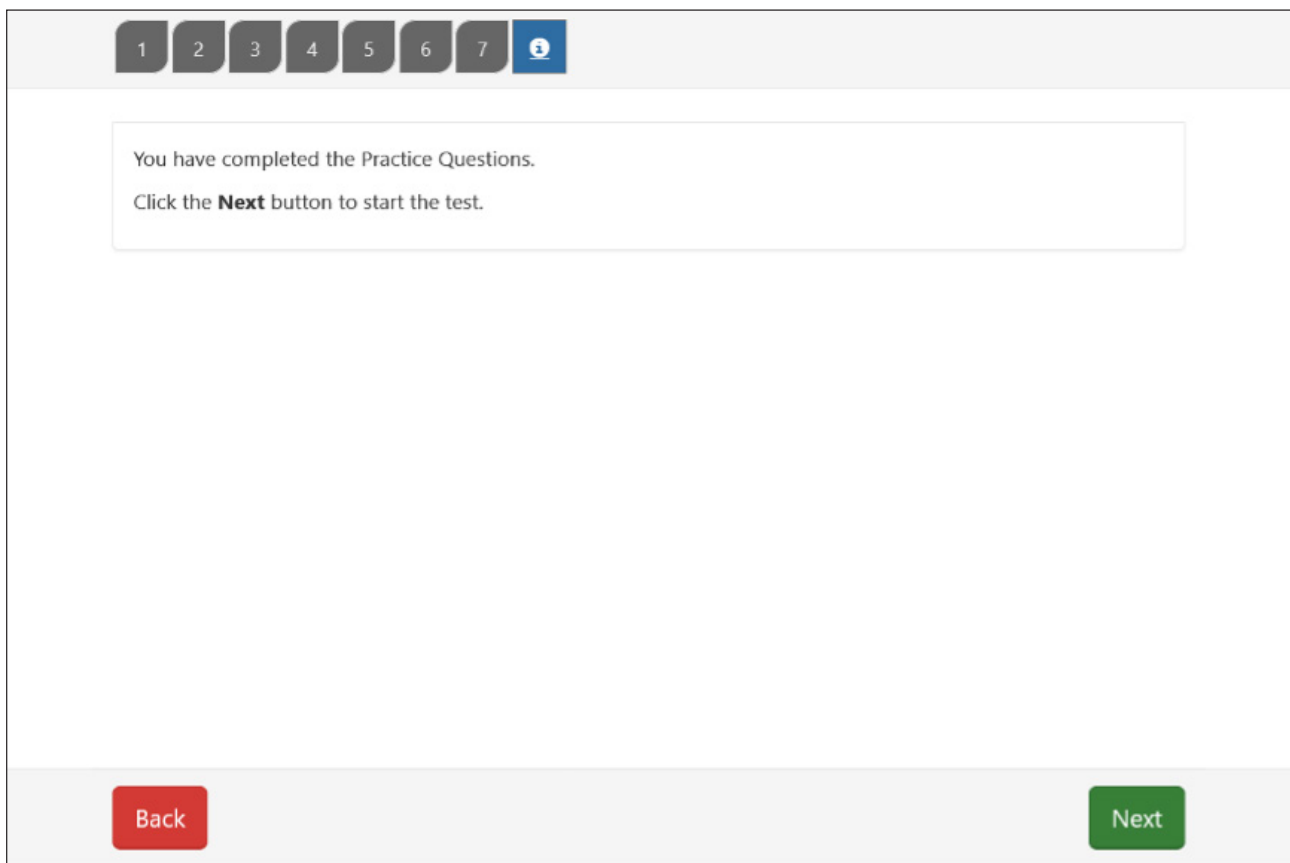 1 2 3 4 5 6 7
You have completed the Practice Questions.
Click the Next button to start the test.
Back Next